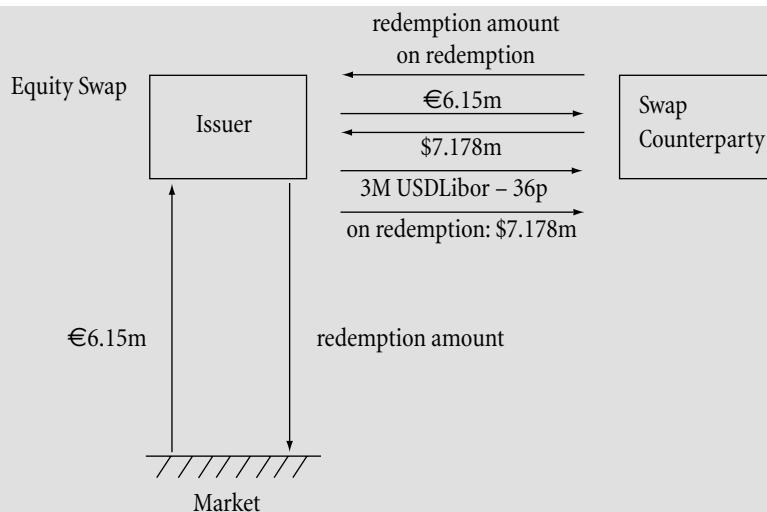 redemption amount
on redemption
Equity Swap
Issuer
€6.15m
Swap
Counterparty
$7.178m
3M USDLibor – 36p
on redemption: $7.178m
€6.15m
redemption amount
Market